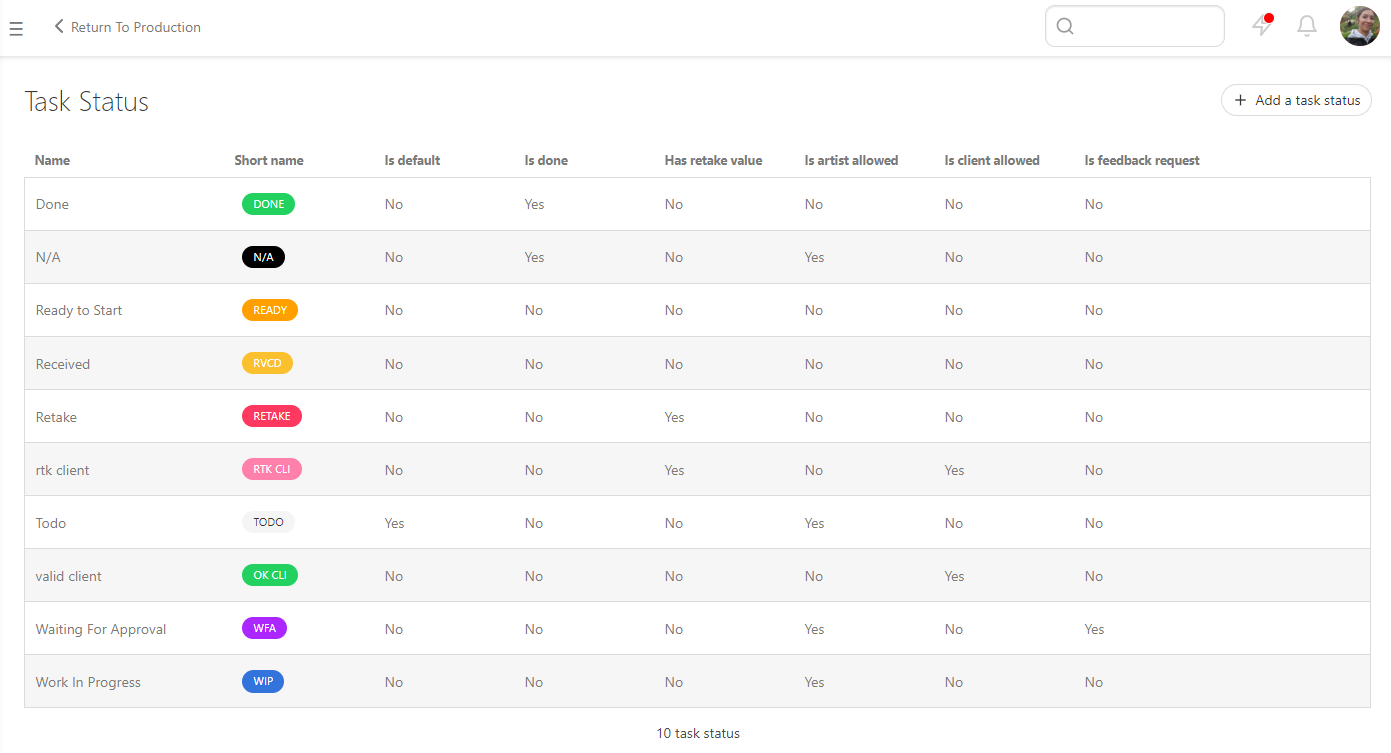 Return To Production
Task Status
Add a task status
Name Short name Is default Is done Has retake value Is artist allowed Is client allowed Is feedback request
Done DONE No Yes No No No No
N/A N/A No Yes No Yes No No
Ready to Start READY No No No No No No
Received RVCD No No No No No No
Retake RETAKE No No Yes No No No
rtk client RTK CLI No No Yes No Yes No
Todo TODO Yes No No Yes No No
valid client OK CLI No No No No Yes No
Waiting For Approval WFA No No No Yes No Yes
Work In Progress WIP No No No Yes No No
10 task status